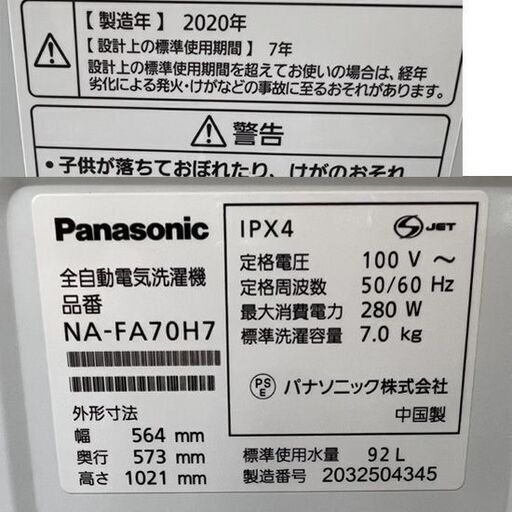 【 製造年 】 2020年
【 設計上の標準使用期間 】 7年
設計上の標準使用期間を超えてお使いの場合は、経年
劣化による発火・けがなどの事故に至るおそれがあります。
警告
・子供が落ちておぼれたり、けがのおそれ
Panasonic
全自動電気洗濯機
品番
NA-FA70H7
外形寸法
幅 564 mm
奥行 573 mm
高さ 1021 mm
IPX4
JET
定格電圧 100 V ～
定格周波数 50/60 Hz
最大消費電力 280 W
標準洗濯容量 7.0 kg
PSE パナソニック株式会社
中国製
標準使用水量 92 L
製造番号 2032504345